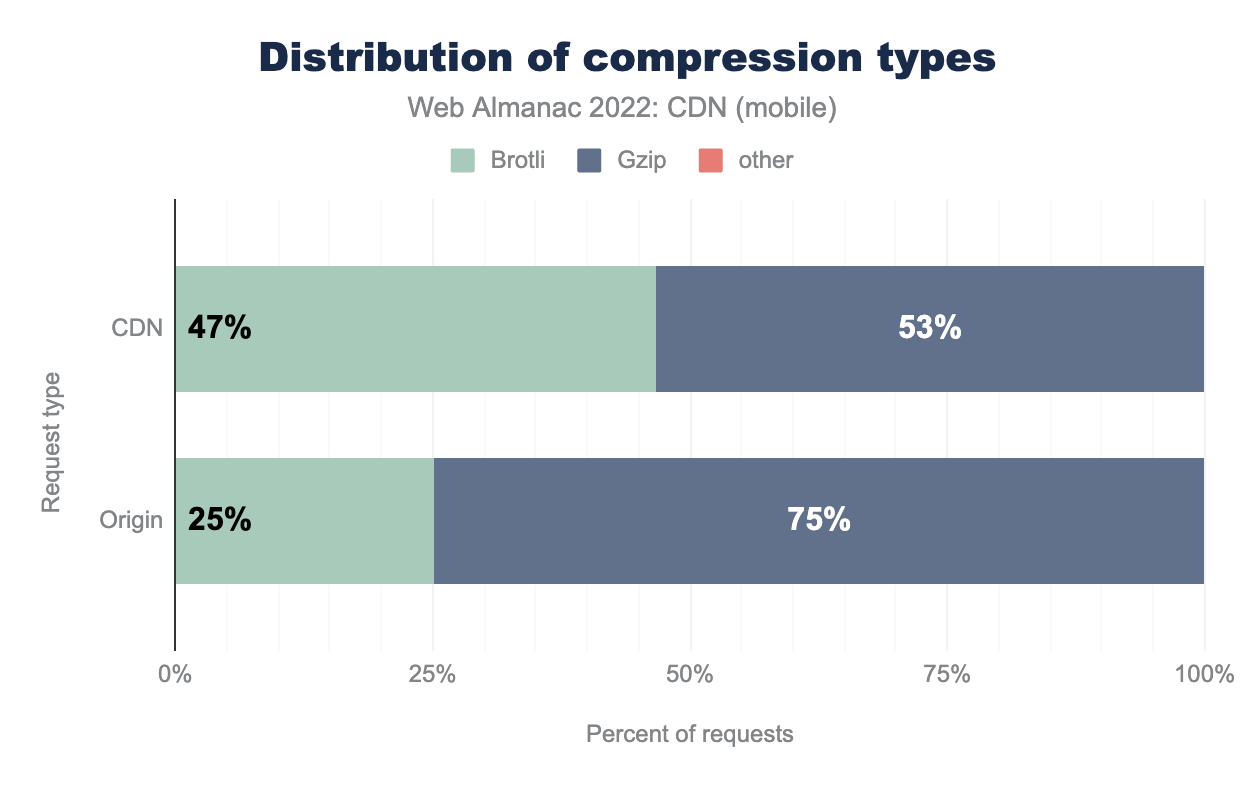 Distribution of compression types
Web Almanac 2022: CDN (mobile)
Brotli Gzip other
CDN 47% 53%
Request type
Origin 25% 75%
0% 25% 50% 75% 100%
Percent of requests